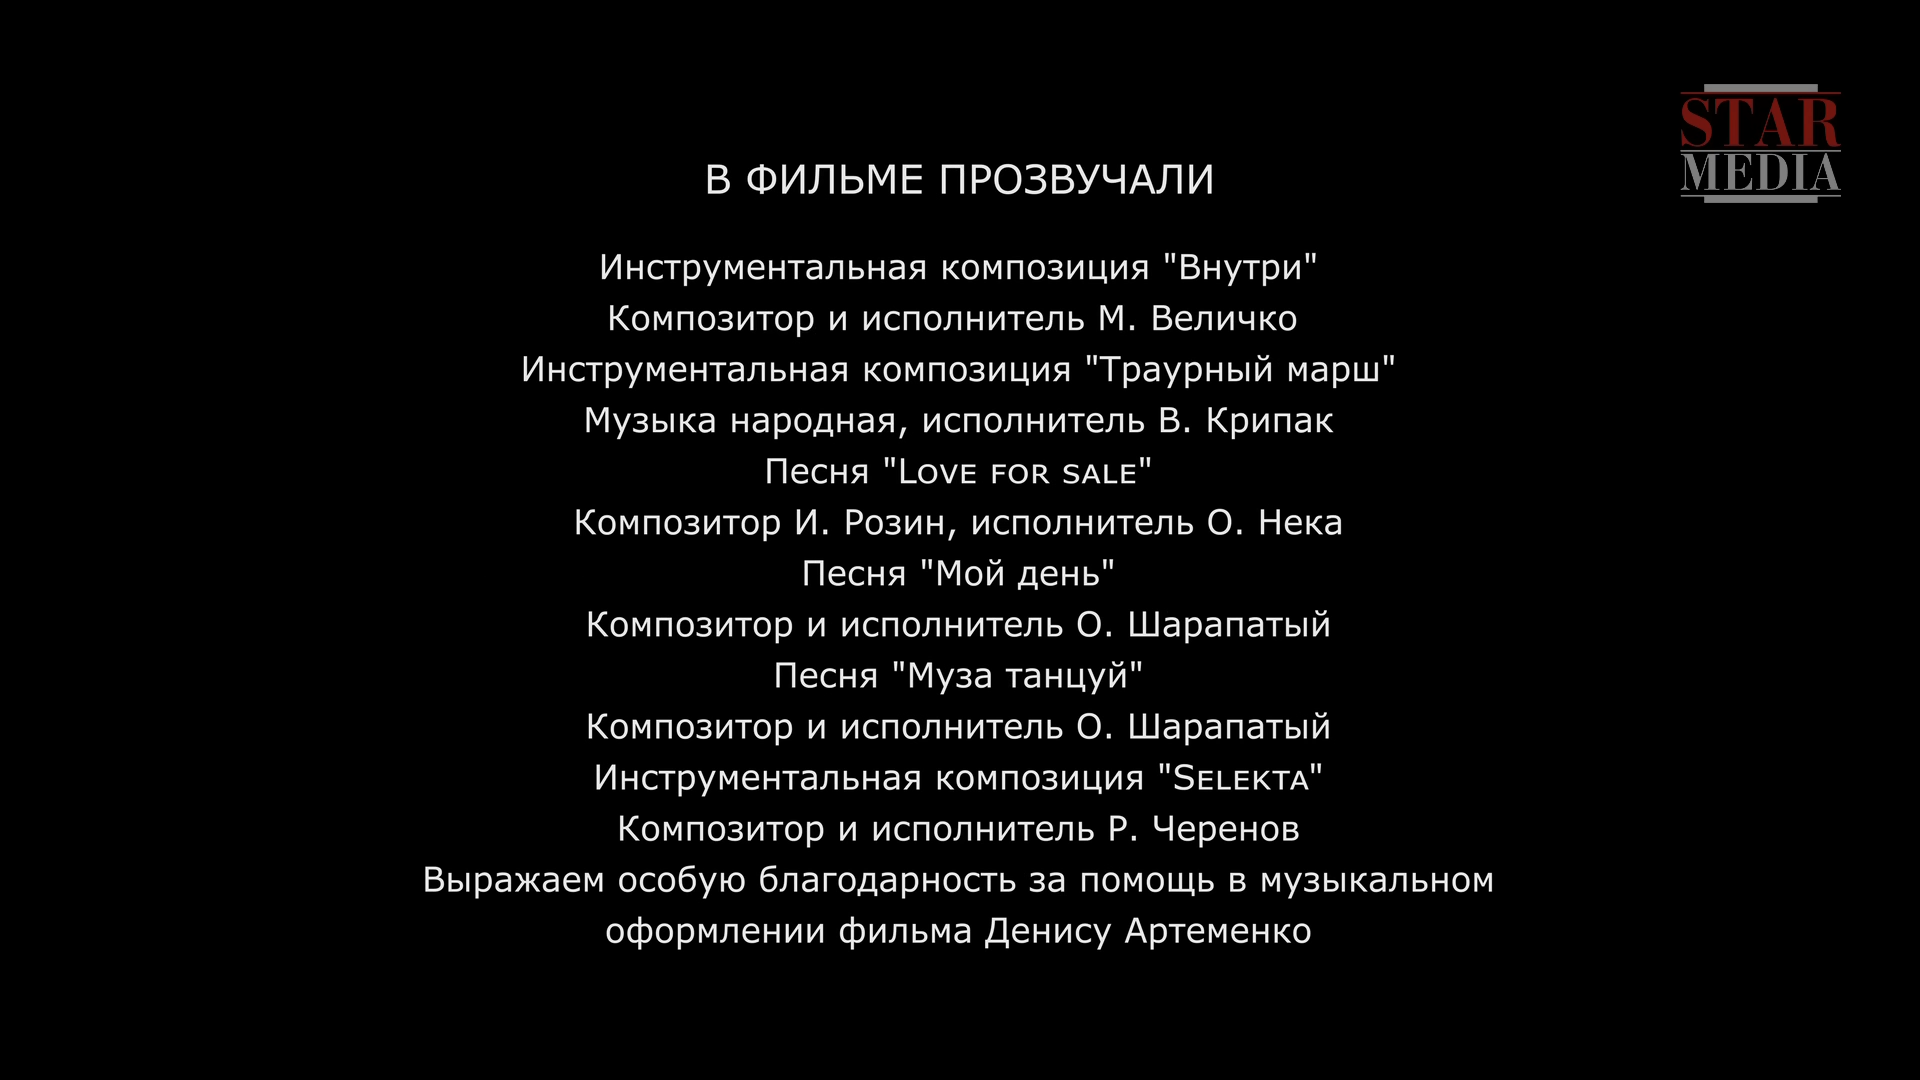 STAR
MEDIA
В ФИЛЬМЕ ПРОЗВУЧАЛИ
Инструментальная композиция "Внутри"
Композитор и исполнитель М. Величко
Инструментальная композиция "Траурный марш"
Музыка народная, исполнитель В. Крипак
Песня "Love for sale"
Композитор И. Розин, исполнитель О. Нека
Песня "Мой день"
Композитор и исполнитель О. Шарапатый
Песня "Муза танцуй"
Композитор и исполнитель О. Шарапатый
Инструментальная композиция "Selekta"
Композитор и исполнитель Р. Черенов
Выражаем особую благодарность за помощь в музыкальном
оформлении фильма Денису Артеменко